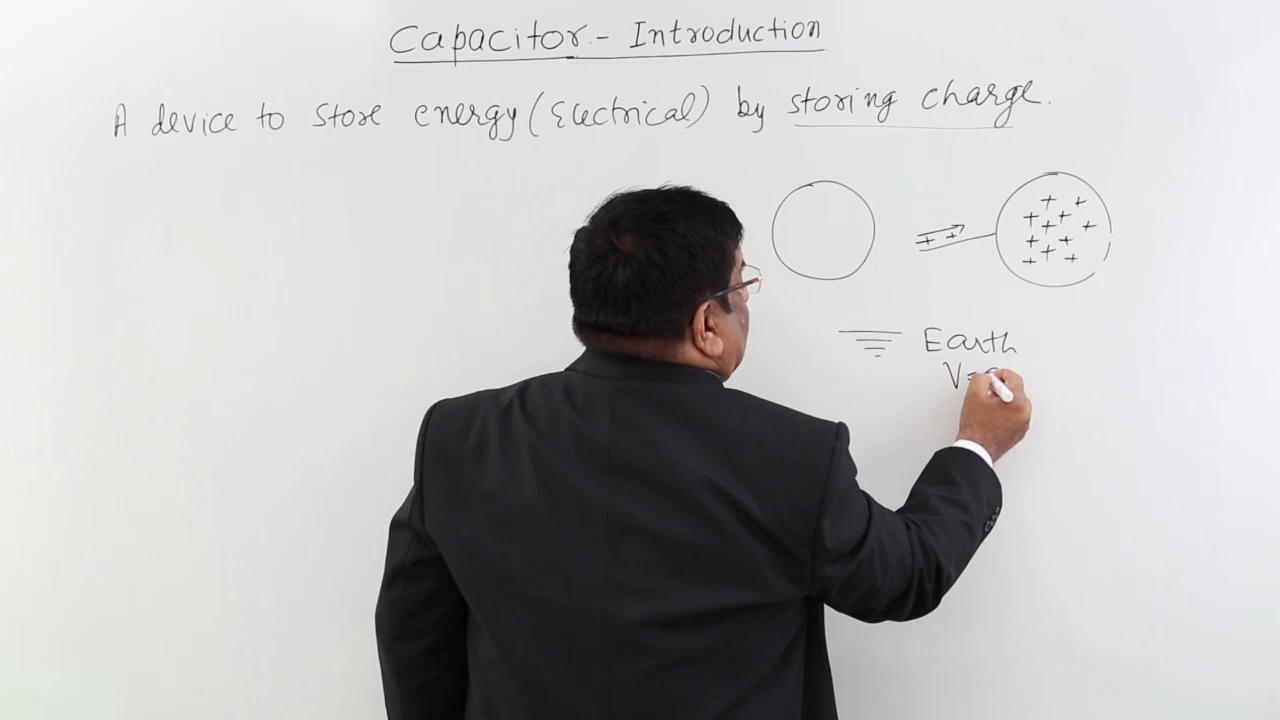 Capacitor.- Introduction
A device to store energy (Electrical) by storing charge.
+ + + + + + + + + + + + +
Earth
V=